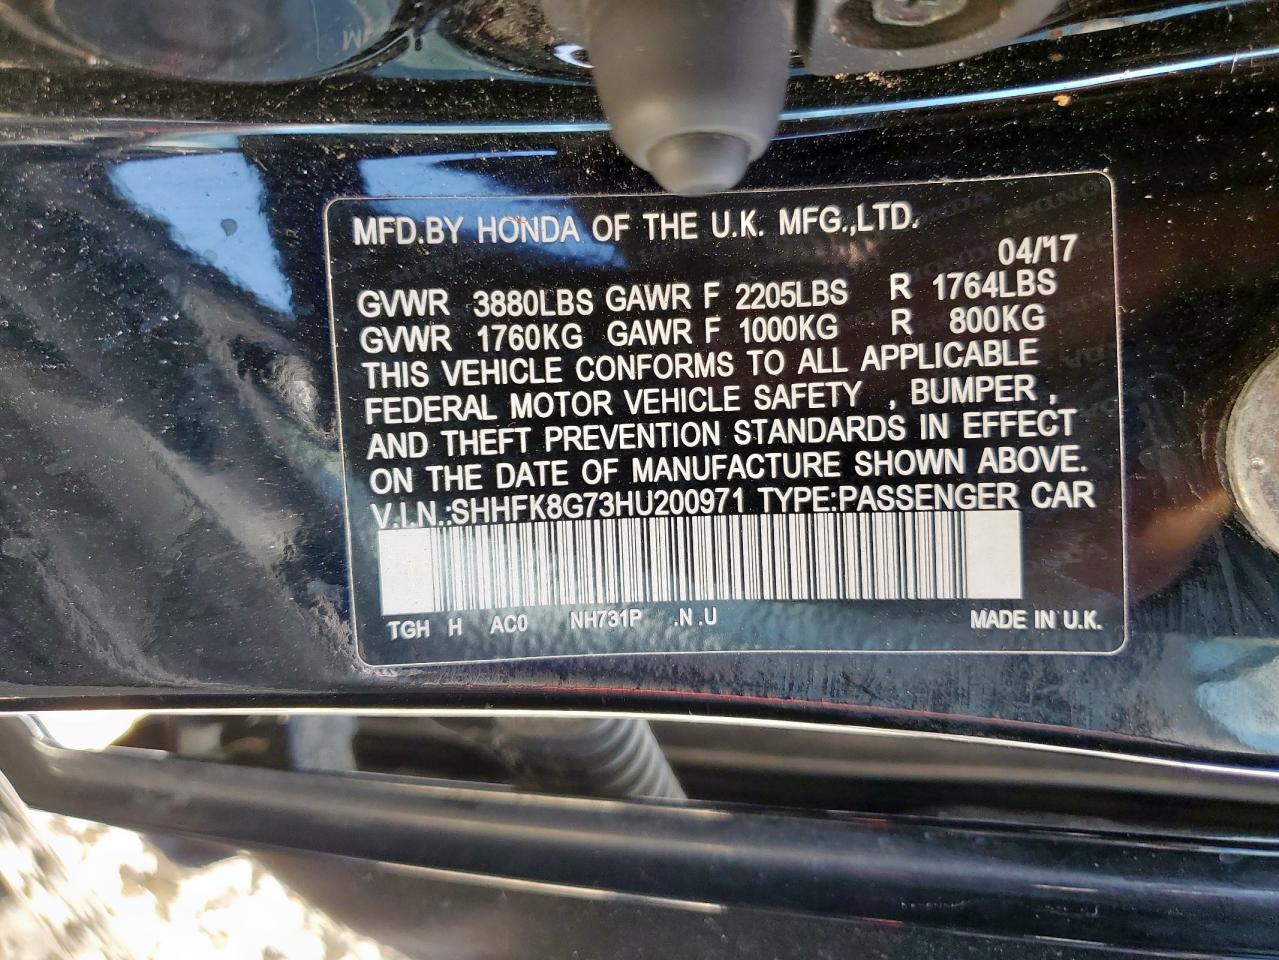 MFD.BY HONDA OF THE U.K. MFG.,LTD.
04/'17
GVWR 3880LBS GAWR F 2205LBS R 1764LBS
GVWR 1760KG GAWR F 1000KG R 800KG
THIS VEHICLE CONFORMS TO ALL APPLICABLE
FEDERAL MOTOR VEHICLE SAFETY , BUMPER ,
AND THEFT PREVENTION STANDARDS IN EFFECT
ON THE DATE OF MANUFACTURE SHOWN ABOVE.
V.I.N.:SHHFK8G73HU200971 TYPE:PASSENGER CAR
TGH H AC0 NH731P .N .U MADE IN U.K.